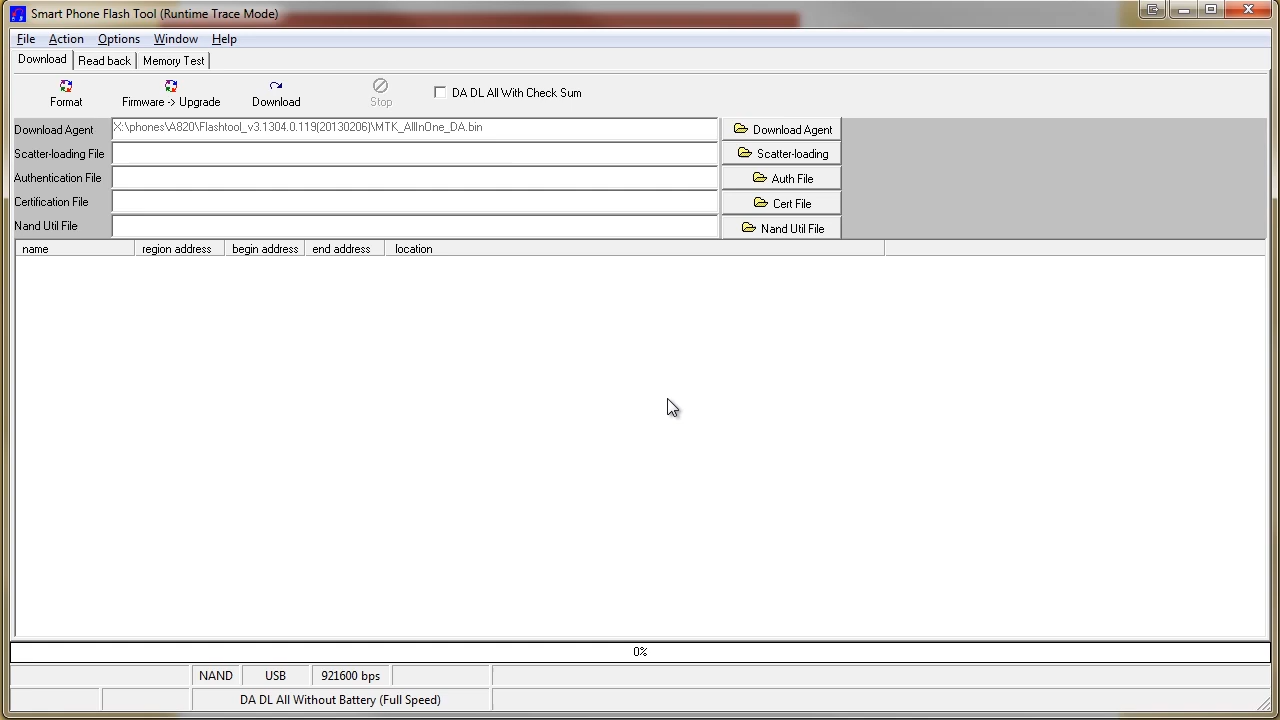 Smart Phone Flash Tool (Runtime Trace Mode)
File Action Options Window Help
Download Read back Memory Test
Format Firmware -> Upgrade Download Stop DA DL All With Check Sum
Download Agent X:\phones\A820\Flashtool_v3.1304.0.119(20130206)\MTK_AllInOne_DA.bin Download Agent
Scatter-loading File Scatter-loading
Authentication File Auth File
Certification File Cert File
Nand Util File Nand Util File
name region address begin address end address location
0%
NAND USB 921600 bps
DA DL All Without Battery (Full Speed)